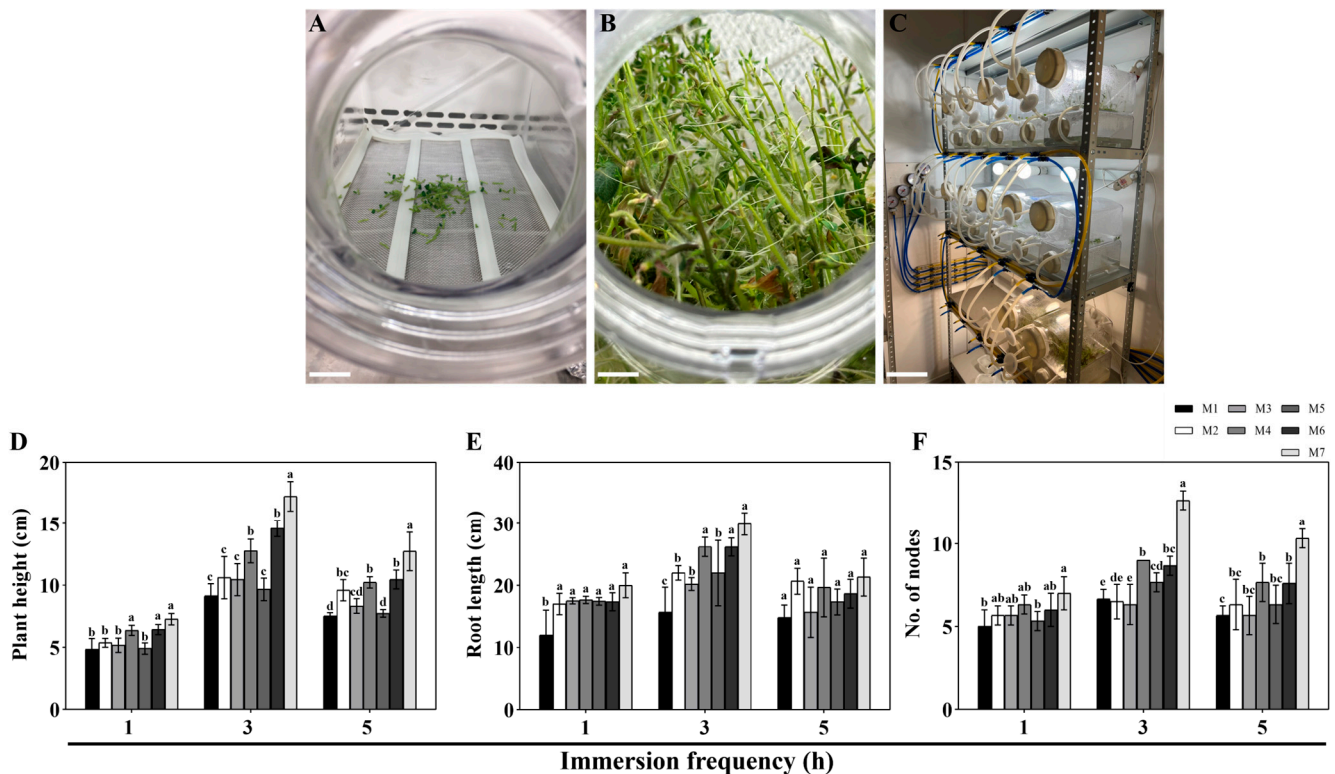 A
B
C
M1 M3 M5
M2 M4 M6
M7
D
Plant height (cm)
20
15
10
5
0
b b b a b a a
c c c b c b a
d bc cd b d b a
1 3 5
E
Root length (cm)
40
30
20
10
0
b a a a a a a
c b b a b a a
a a a a a a a
1 3 5
F
No. of nodes
15
10
5
0
b ab ab a b ab a
e de e b cd bc a
c bc c b bc b a
1 3 5
Immersion frequency (h)